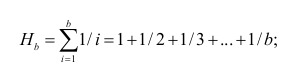 H_b = \sum_{i=1}^{b} 1/i = 1+1/2+1/3+...+1/b;